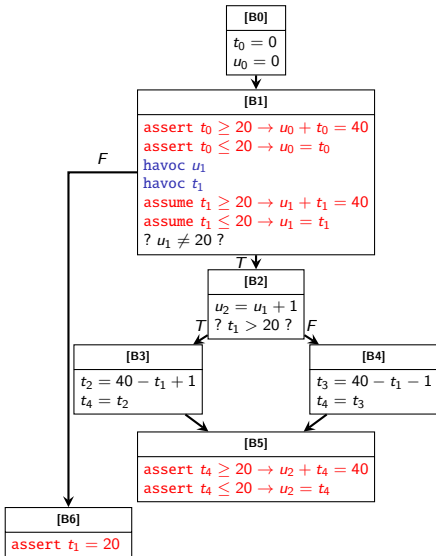 [B0]
t₀ = 0
u₀ = 0
[B1]
assert t₀ ≥ 20 → u₀ + t₀ = 40
assert t₀ ≤ 20 → u₀ = t₀
havoc u₁
havoc t₁
assume t₁ ≥ 20 → u₁ + t₁ = 40
assume t₁ ≤ 20 → u₁ = t₁
? u₁ ≠ 20 ?
F
T
[B2]
u₂ = u₁ + 1
? t₁ > 20 ?
T
F
[B3]
t₂ = 40 − t₁ + 1
t₄ = t₂
[B4]
t₃ = 40 − t₁ − 1
t₄ = t₃
[B5]
assert t₄ ≥ 20 → u₂ + t₄ = 40
assert t₄ ≤ 20 → u₂ = t₄
[B6]
assert t₁ = 20